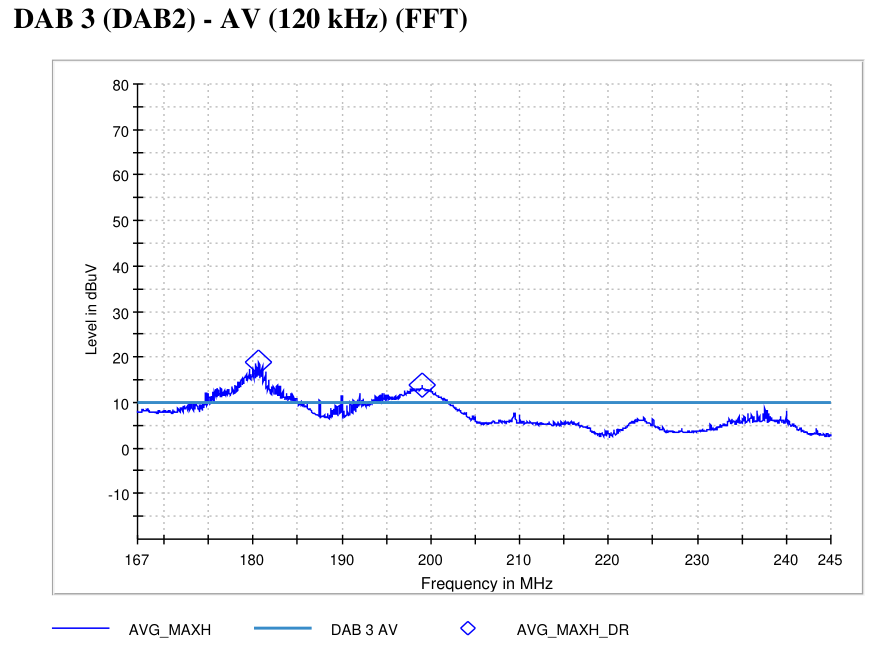 DAB 3 (DAB2) - AV (120 kHz) (FFT)
80
70
60
50
40
30
20
10
0
-10
Level in dBuV
167 180 190 200 210 220 230 240 245
Frequency in MHz
AVG_MAXH DAB 3 AV AVG_MAXH_DR